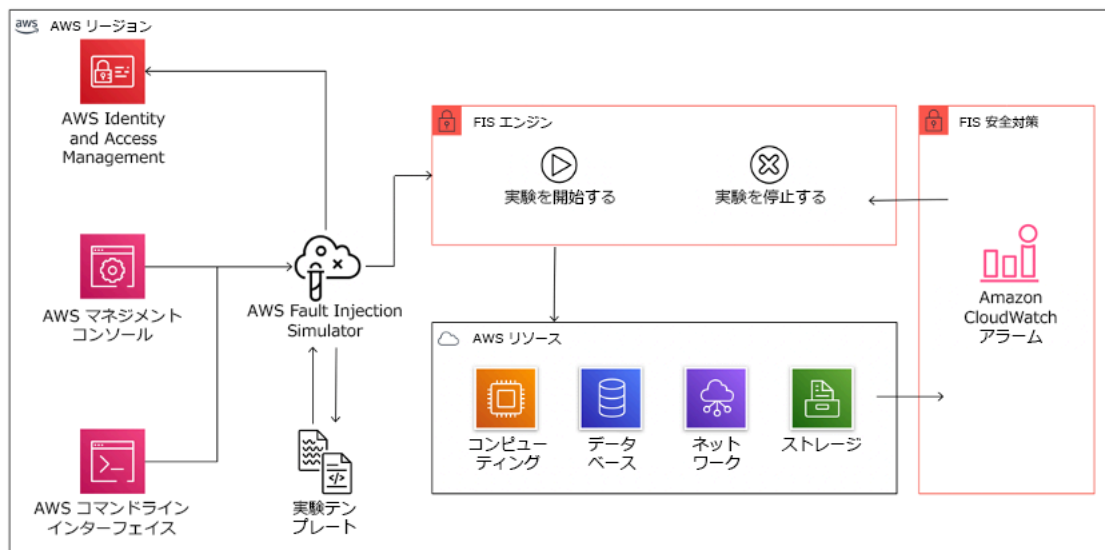 aws AWS リージョン
AWS Identity
and Access
Management
AWS マネジメント
コンソール
AWS コマンドライン
インターフェイス
AWS Fault Injection
Simulator
実験テン
プレート
FIS エンジン
実験を開始する
実験を停止する
AWS リソース
コンピュー
ティング
データ
ベース
ネット
ワーク
ストレージ
FIS 安全対策
Amazon
CloudWatch
アラーム